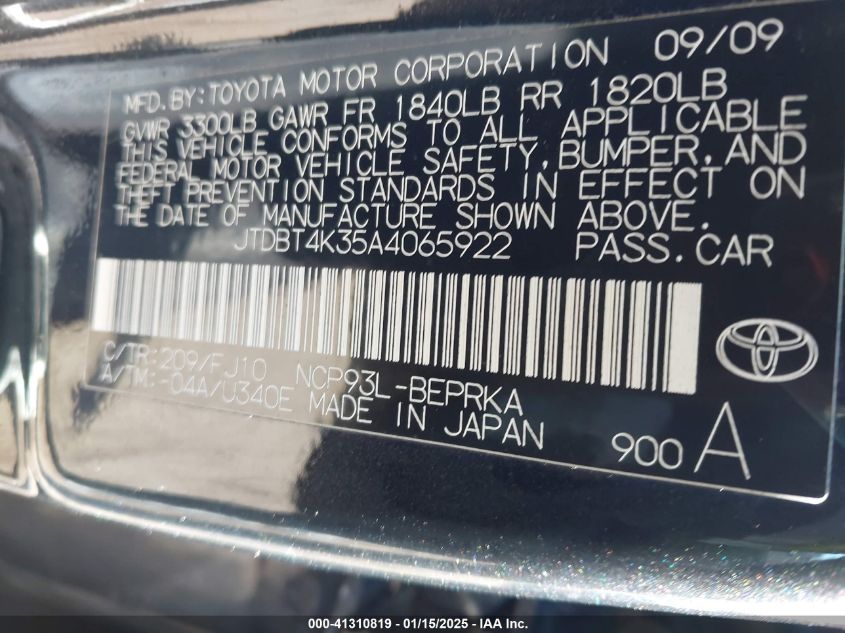 MFD. BY: TOYOTA MOTOR CORPORATION 09/09
GVWR 3300LB GAWR FR 1840LB RR 1820LB
THIS VEHICLE CONFORMS TO ALL APPLICABLE
FEDERAL MOTOR VEHICLE SAFETY, BUMPER, AND
THEFT PREVENTION STANDARDS IN EFFECT ON
THE DATE OF MANUFACTURE SHOWN ABOVE.
JTDBT4K35A4065922 PASS.CAR
C/TR:209/FJ10 NCP93L-BEPRKA
A/TM:-04A/U340E MADE IN JAPAN 900 A
000-41310819 - 01/15/2025 - IAA Inc.